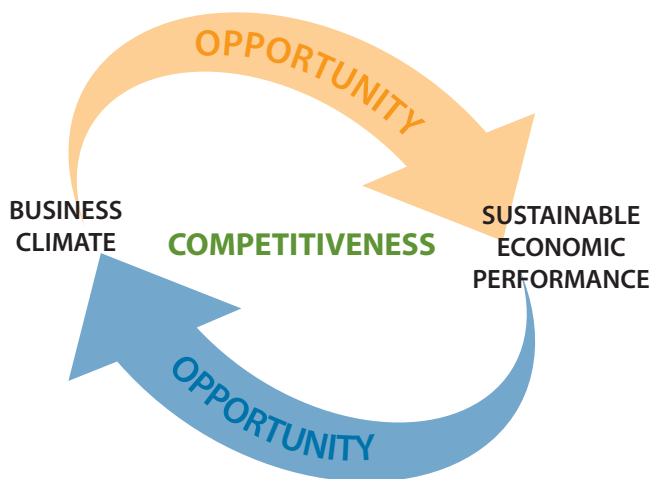 OPPORTUNITY
BUSINESS
CLIMATE
COMPETITIVENESS
SUSTAINABLE
ECONOMIC
PERFORMANCE
OPPORTUNITY